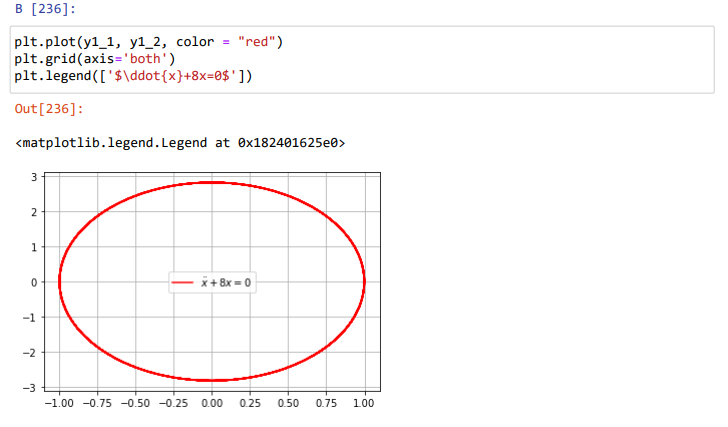 В [236]:
plt.plot(y1_1, y1_2, color = "red")
plt.grid(axis='both')
plt.legend(['$\ddot{x}+8x=0$'])
Out[236]:
<matplotlib.legend.Legend at 0x182401625e0>
3
2
1
0
ẍ + 8x = 0
−1
−2
−3
−1.00 −0.75 −0.50 −0.25 0.00 0.25 0.50 0.75 1.00